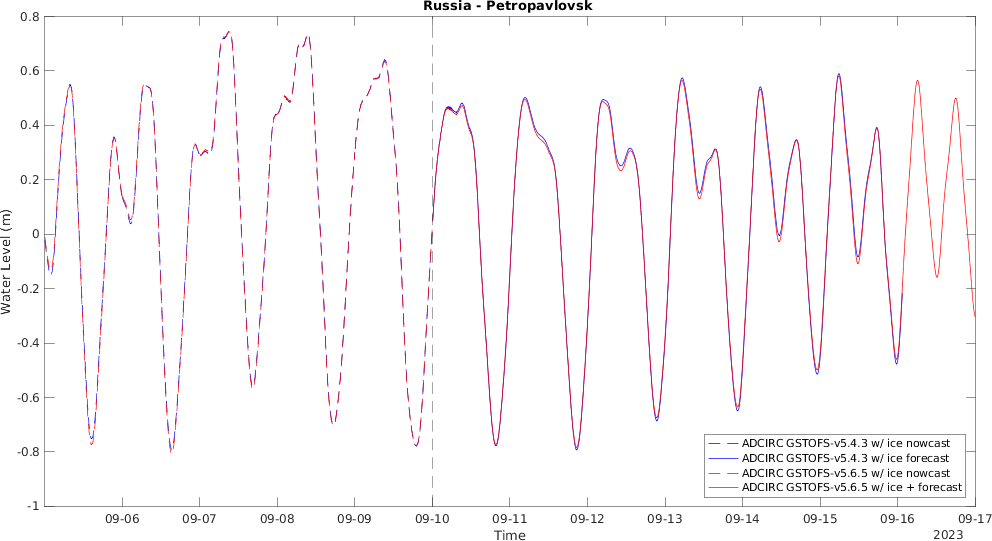 Russia - Petropavlovsk
0.8
0.6
0.4
0.2
0
-0.2
-0.4
-0.6
-0.8
-1
Water Level (m)
ADCIRC GSTOFS-v5.4.3 w/ ice nowcast
ADCIRC GSTOFS-v5.4.3 w/ ice forecast
ADCIRC GSTOFS-v5.6.5 w/ ice nowcast
ADCIRC GSTOFS-v5.6.5 w/ ice + forecast
09-06 09-07 09-08 09-09 09-10 09-11 09-12 09-13 09-14 09-15 09-16 09-17
Time
2023